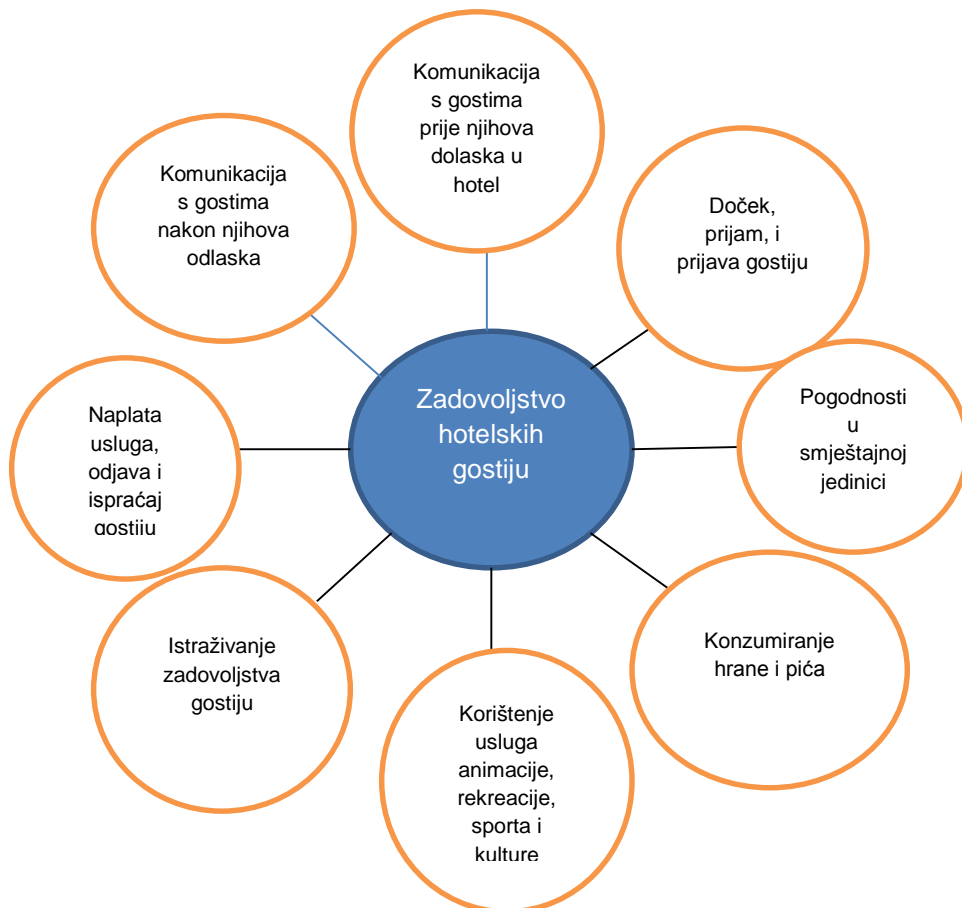 Komunikacija
s gostima
prije njihova
dolaska u
hotel
Doček,
prijam, i
prijava gostiju
Pogodnosti
u
smještajnoj
jedinici
Konzumiranje
hrane i pića
Korištenje
usluga
animacije,
rekreacije,
sporta i
kulture
Istraživanje
zadovoljstva
gostiju
Naplata
usluga,
odjava i
ispraćaj
gostiju
Komunikacija
s gostima
nakon njihova
odlaska
Zadovoljstvo
hotelskih
gostiju